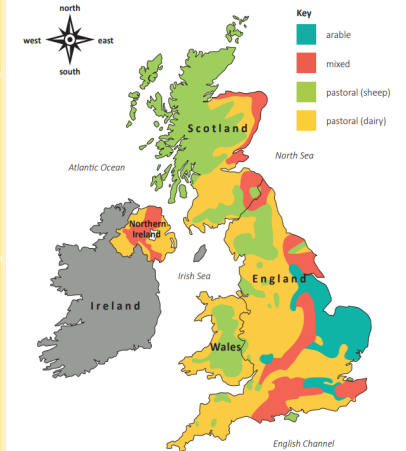 north
west
east
south
Key
arable
mixed
pastoral (sheep)
pastoral (dairy)
Scotland
North Sea
Atlantic Ocean
Northern
Ireland
Irish Sea
England
Ireland
Wales
English Channel